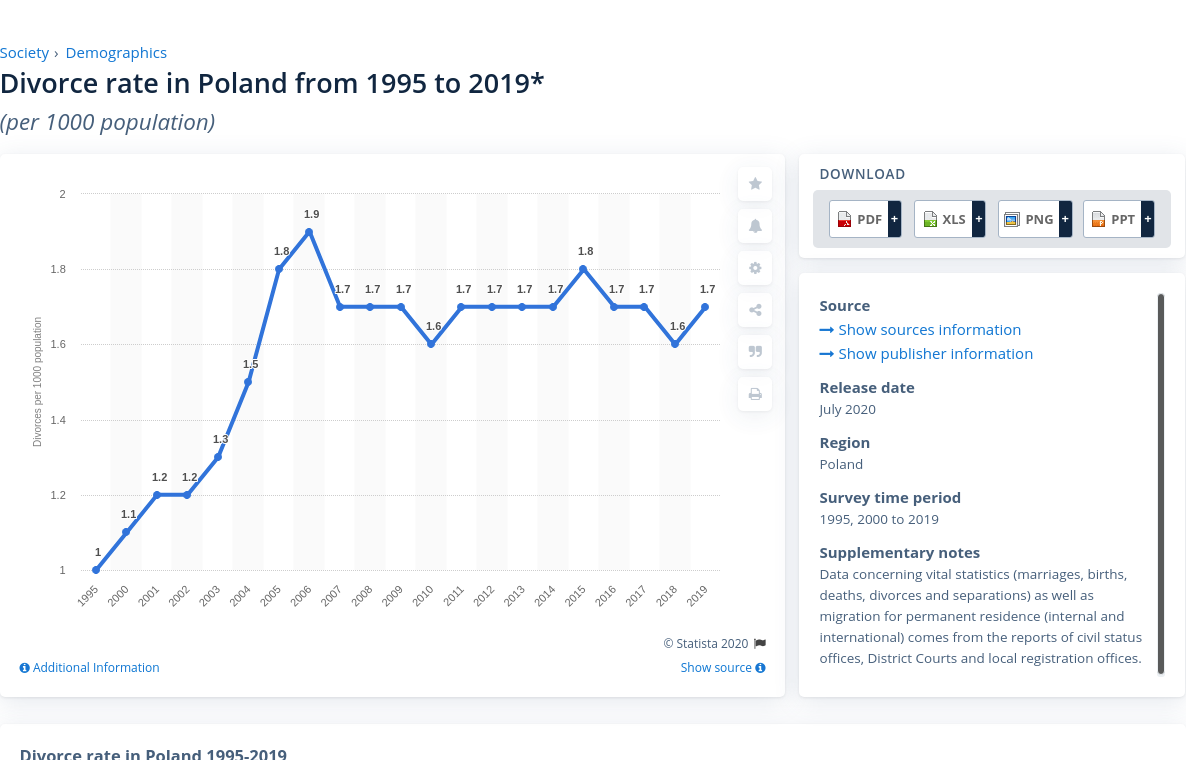 Society › Demographics
Divorce rate in Poland from 1995 to 2019*
(per 1000 population)
Divorces per 1000 population
2
1.8
1.6
1.4
1.2
1
1
1.1
1.2
1.2
1.3
1.5
1.8
1.9
1.7
1.7
1.7
1.6
1.7
1.7
1.7
1.7
1.8
1.7
1.7
1.6
1.7
1995
2000
2001
2002
2003
2004
2005
2006
2007
2008
2009
2010
2011
2012
2013
2014
2015
2016
2017
2018
2019
© Statista 2020
Additional Information
Show source
DOWNLOAD
PDF + XLS + PNG + PPT +
Source
Show sources information
Show publisher information
Release date
July 2020
Region
Poland
Survey time period
1995, 2000 to 2019
Supplementary notes
Data concerning vital statistics (marriages, births,
deaths, divorces and separations) as well as
migration for permanent residence (internal and
international) comes from the reports of civil status
offices, District Courts and local registration offices.
Divorce rate in Poland 1995-2019